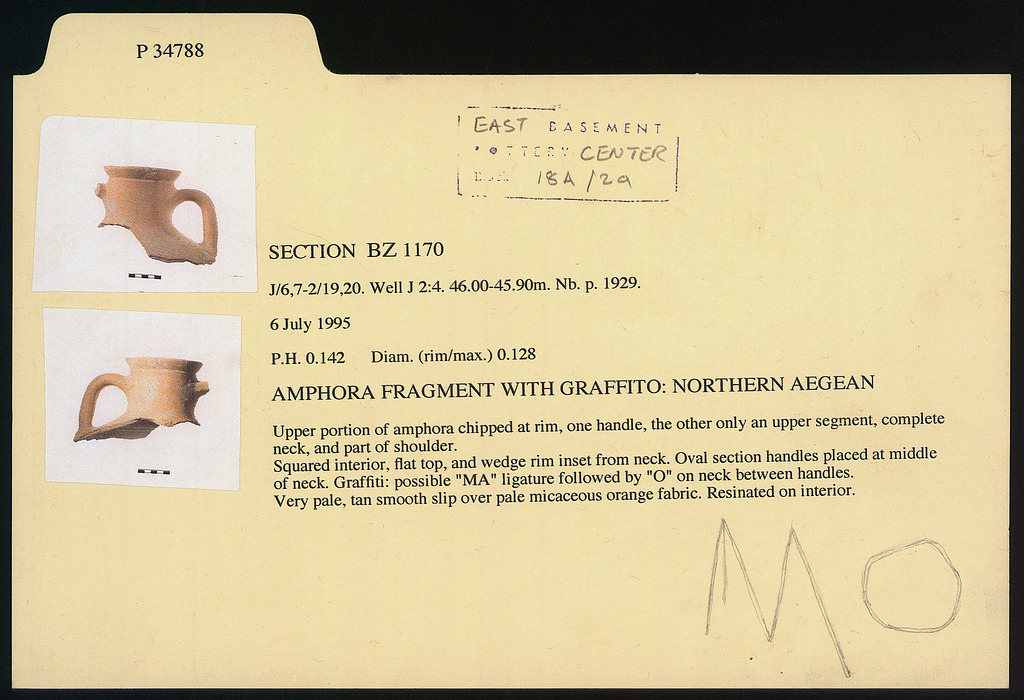 P 34788
EAST BASEMENT
POTTERY CENTER
18A/2a
SECTION BZ 1170
J/6,7-2/19,20. Well J 2:4. 46.00-45.90m. Nb. p. 1929.
6 July 1995
P.H. 0.142 Diam. (rim/max.) 0.128
AMPHORA FRAGMENT WITH GRAFFITO: NORTHERN AEGEAN
Upper portion of amphora chipped at rim, one handle, the other only an upper segment, complete
neck, and part of shoulder.
Squared interior, flat top, and wedge rim inset from neck. Oval section handles placed at middle
of neck. Graffiti: possible "MA" ligature followed by "O" on neck between handles.
Very pale, tan smooth slip over pale micaceous orange fabric. Resinated on interior.
MO